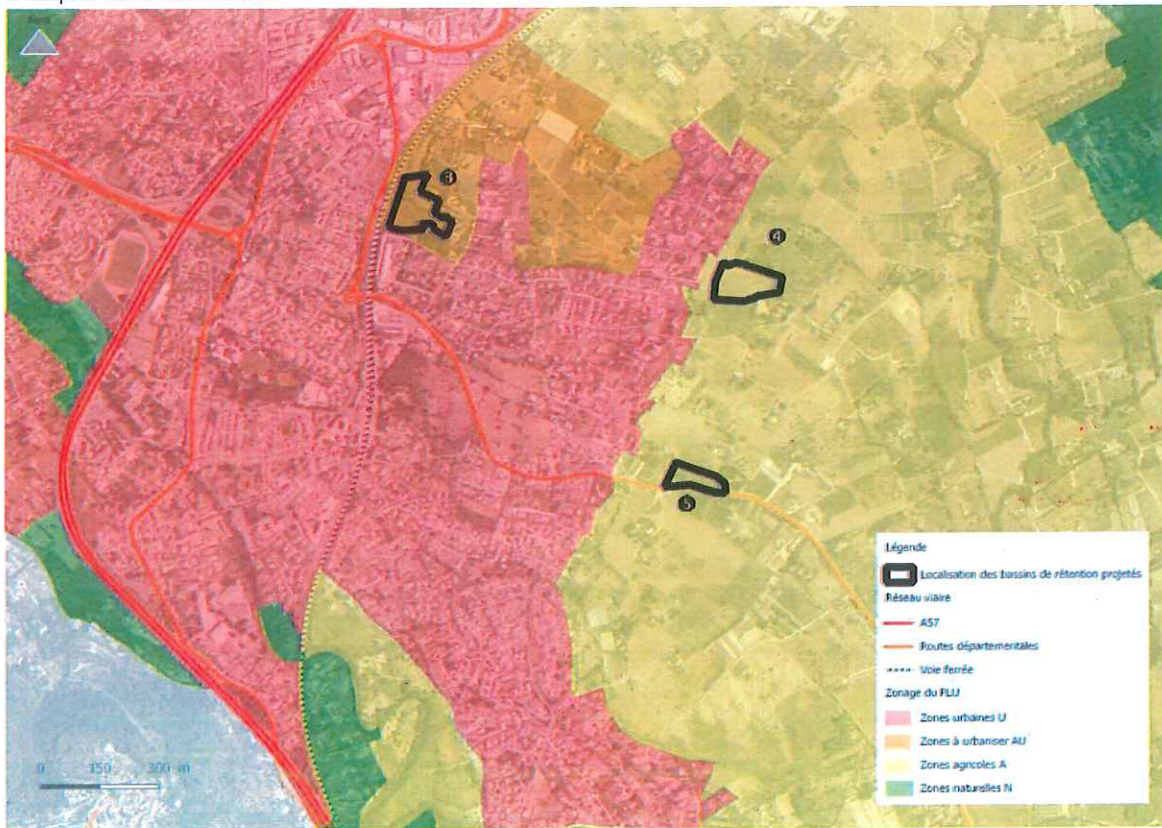 Nord
3
4
5
0 150 300 m
Légende
Localisation des bassins de rétention projetés
Réseau viaire
A57
Routes départementales
Voie ferrée
Zonage du PLU
Zones urbaines U
Zones à urbaniser AU
Zones agricoles A
Zones naturelles N